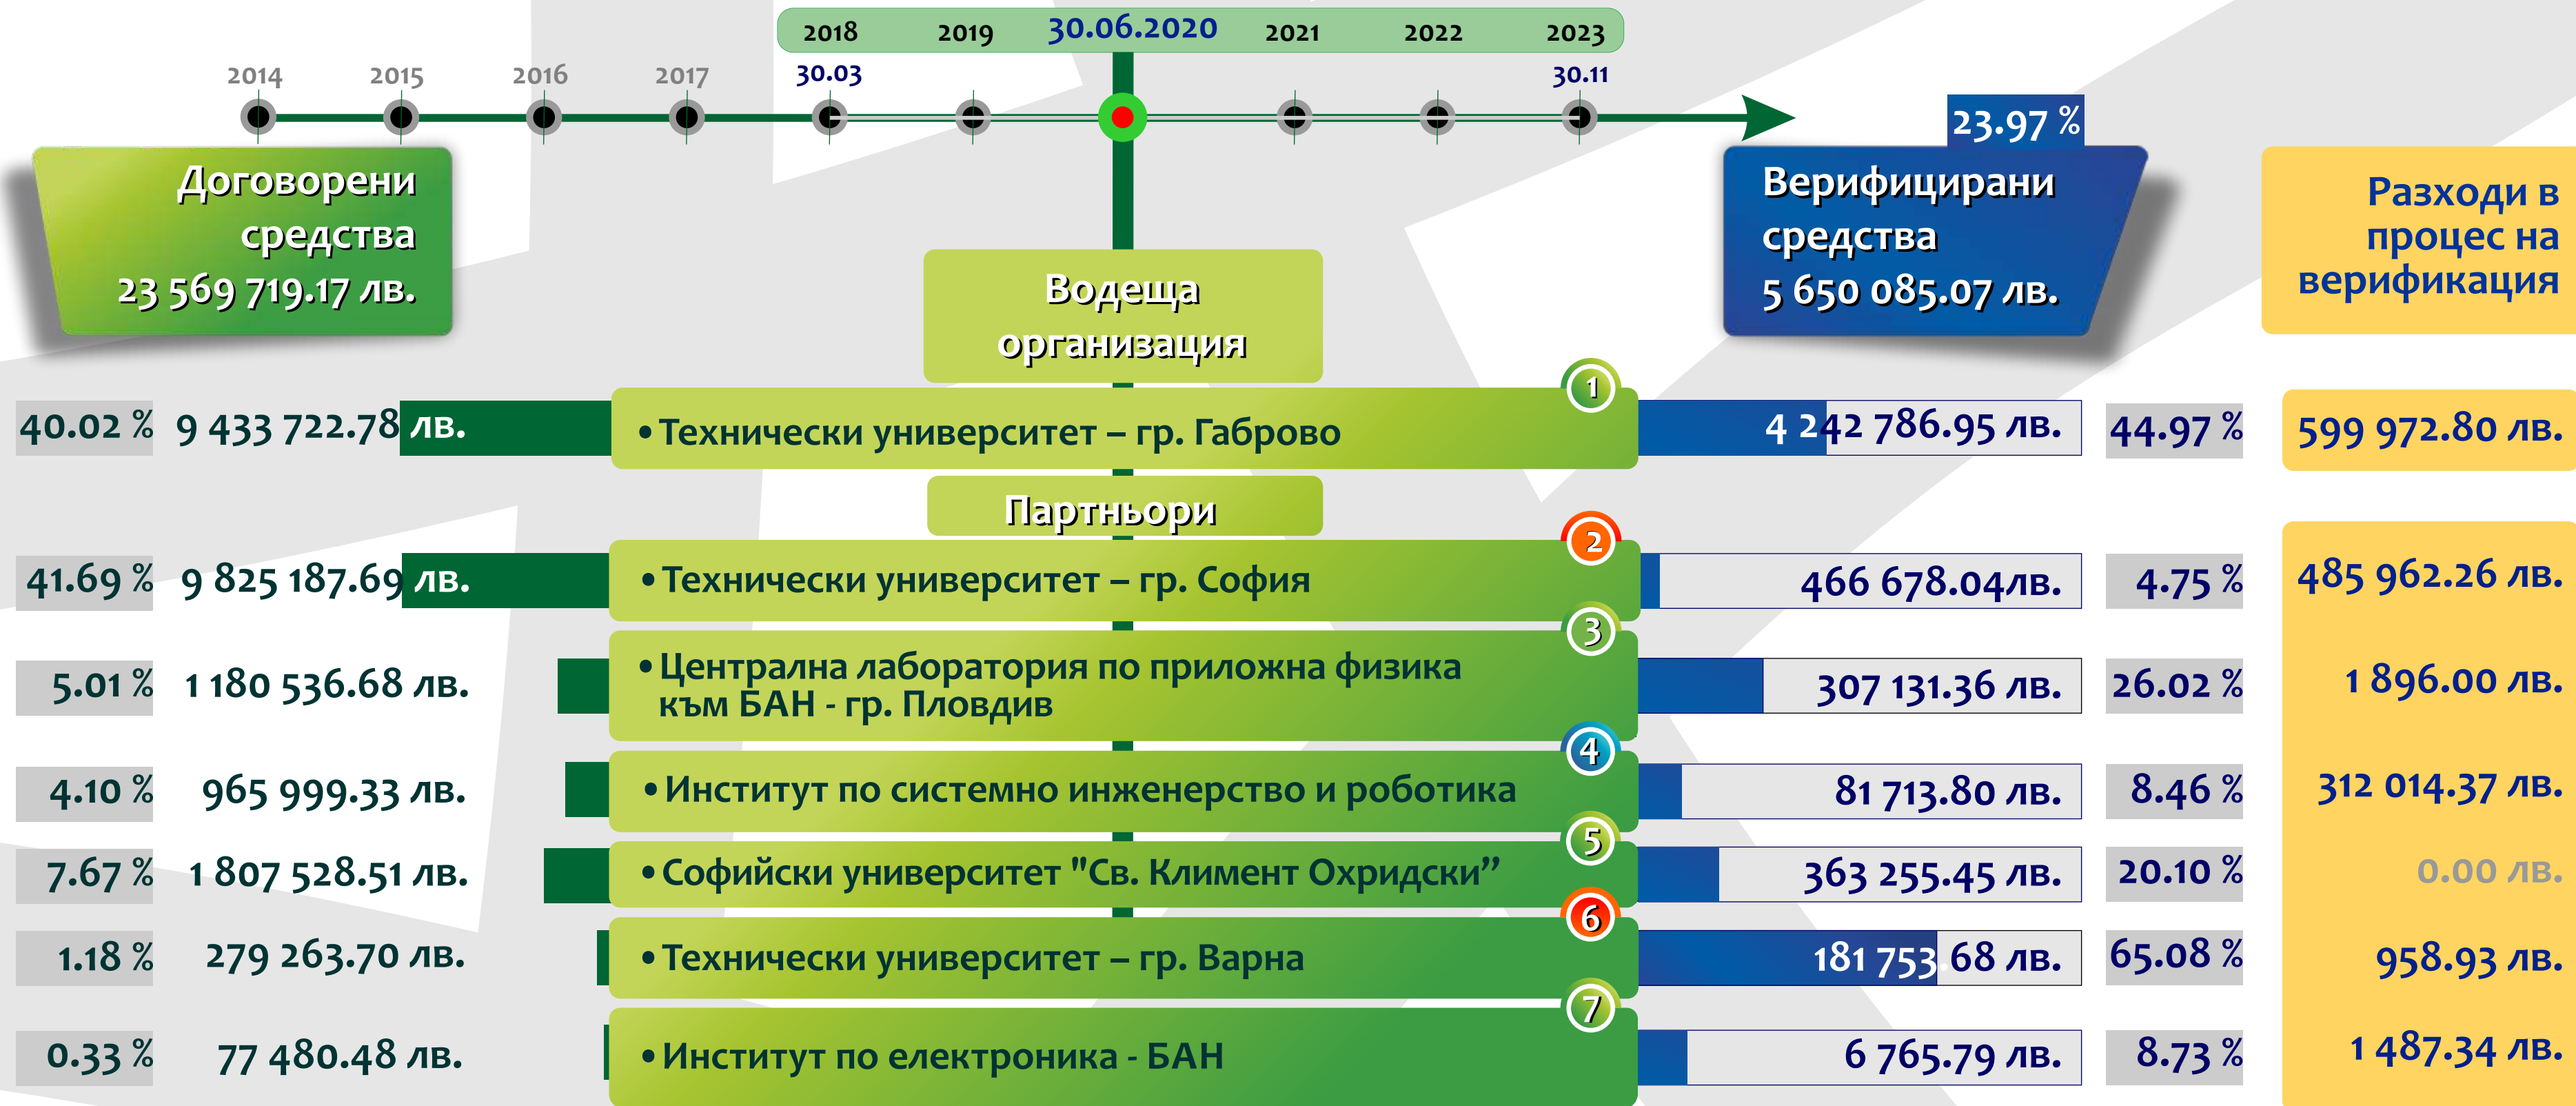 2018 2019 30.06.2020 2021 2022 2023
2014 2015 2016 2017 30.03 30.11
23.97 %
Договорени
средства
23 569 719.17 лв.
Верифицирани
средства
5 650 085.07 лв.
Разходи в
процес на
верификация
Водеща
организация
40.02 % 9 433 722.78 лв. •Технически университет – гр. Габрово 1 4 242 786.95 лв. 44.97 % 599 972.80 лв.
Партньори
41.69 % 9 825 187.69 лв. •Технически университет – гр. София 2 466 678.04лв. 4.75 % 485 962.26 лв.
5.01 % 1 180 536.68 лв. •Централна лаборатория по приложна физика 3 307 131.36 лв. 26.02 % 1 896.00 лв.
към БАН - гр. Пловдив
4.10 % 965 999.33 лв. •Институт по системно инженерство и роботика 4 81 713.80 лв. 8.46 % 312 014.37 лв.
7.67 % 1 807 528.51 лв. •Софийски университет "Св. Климент Охридски” 5 363 255.45 лв. 20.10 % 0.00 лв.
1.18 % 279 263.70 лв. •Технически университет – гр. Варна 6 181 753.68 лв. 65.08 % 958.93 лв.
0.33 % 77 480.48 лв. •Институт по електроника - БАН 7 6 765.79 лв. 8.73 % 1 487.34 лв.